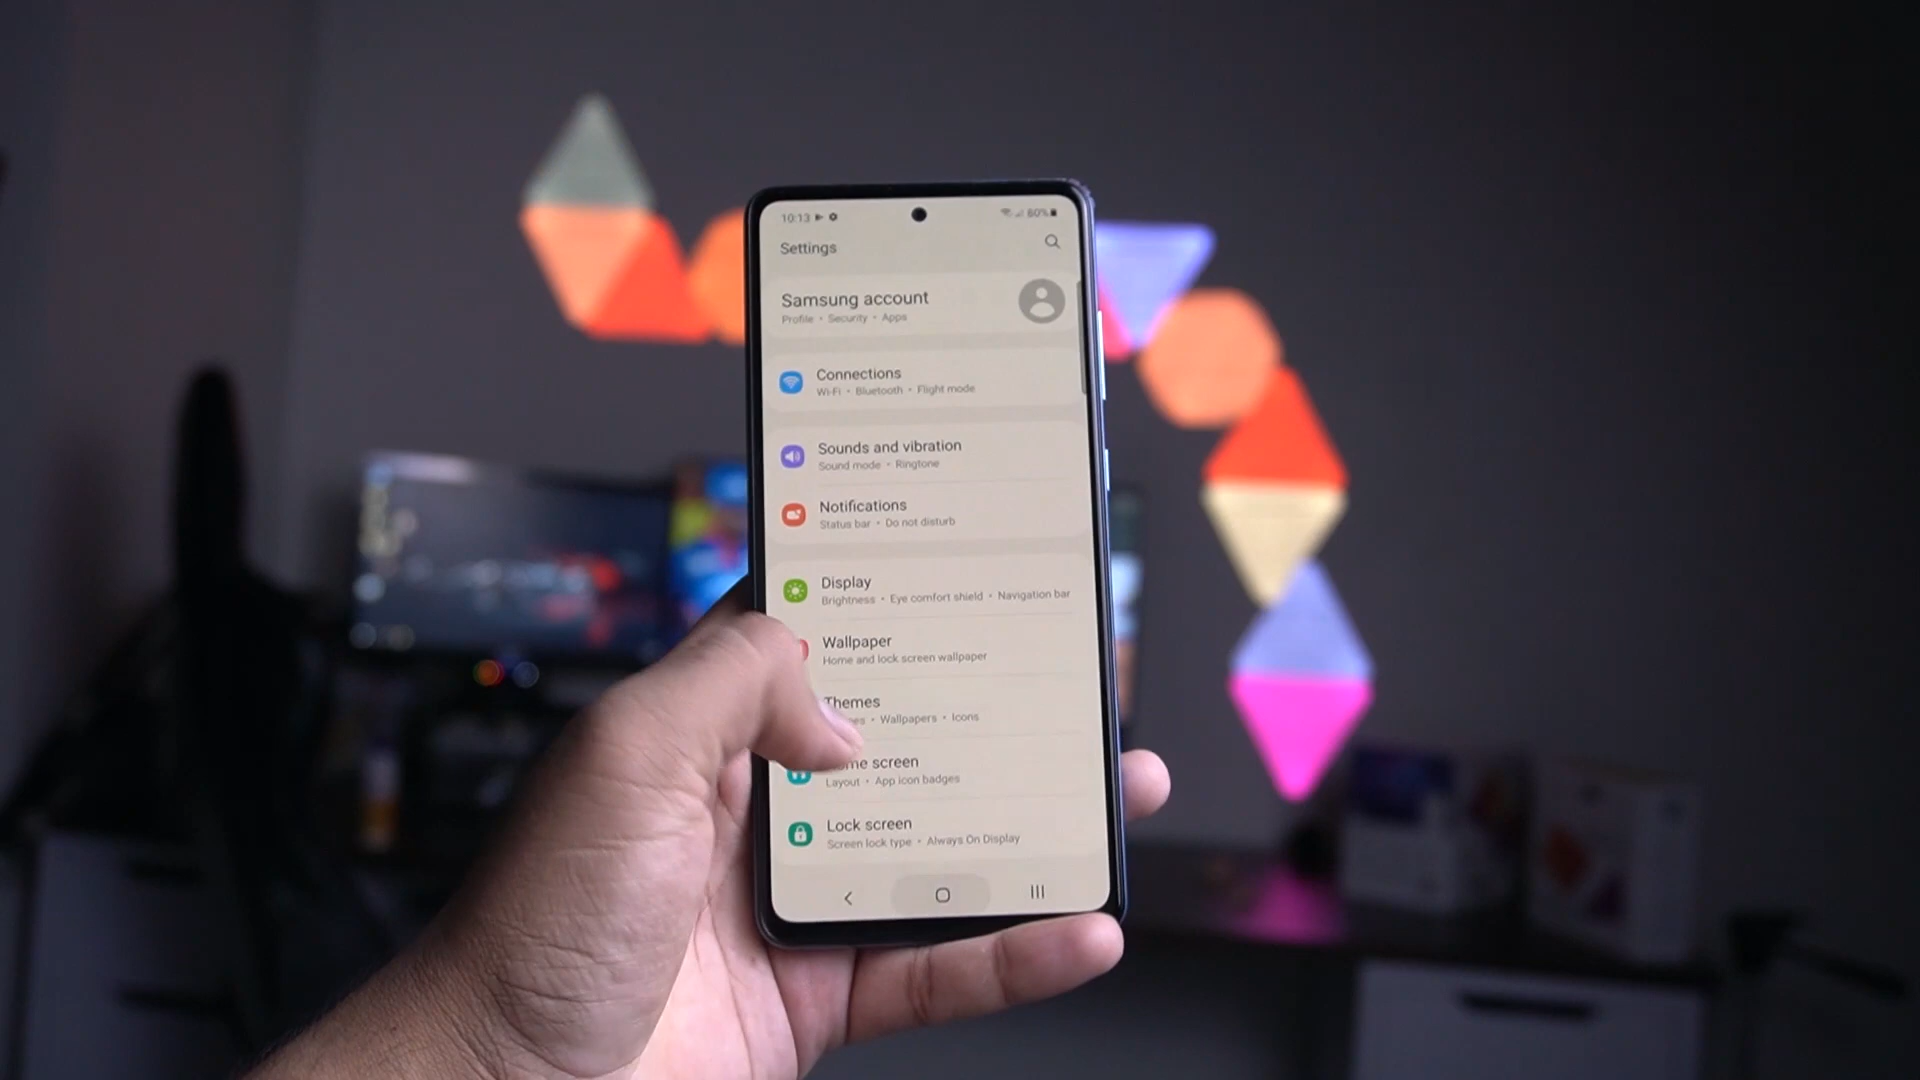 10:13
60%
Settings
Samsung account
Profile • Security • Apps
Connections
Wi-Fi • Bluetooth • Flight mode
Sounds and vibration
Sound mode • Ringtone
Notifications
Status bar • Do not disturb
Display
Brightness • Eye comfort shield • Navigation bar
Wallpaper
Home and lock screen wallpaper
Themes
• Wallpapers • Icons
screen
Layout • App icon badges
Lock screen
Screen lock type • Always On Display